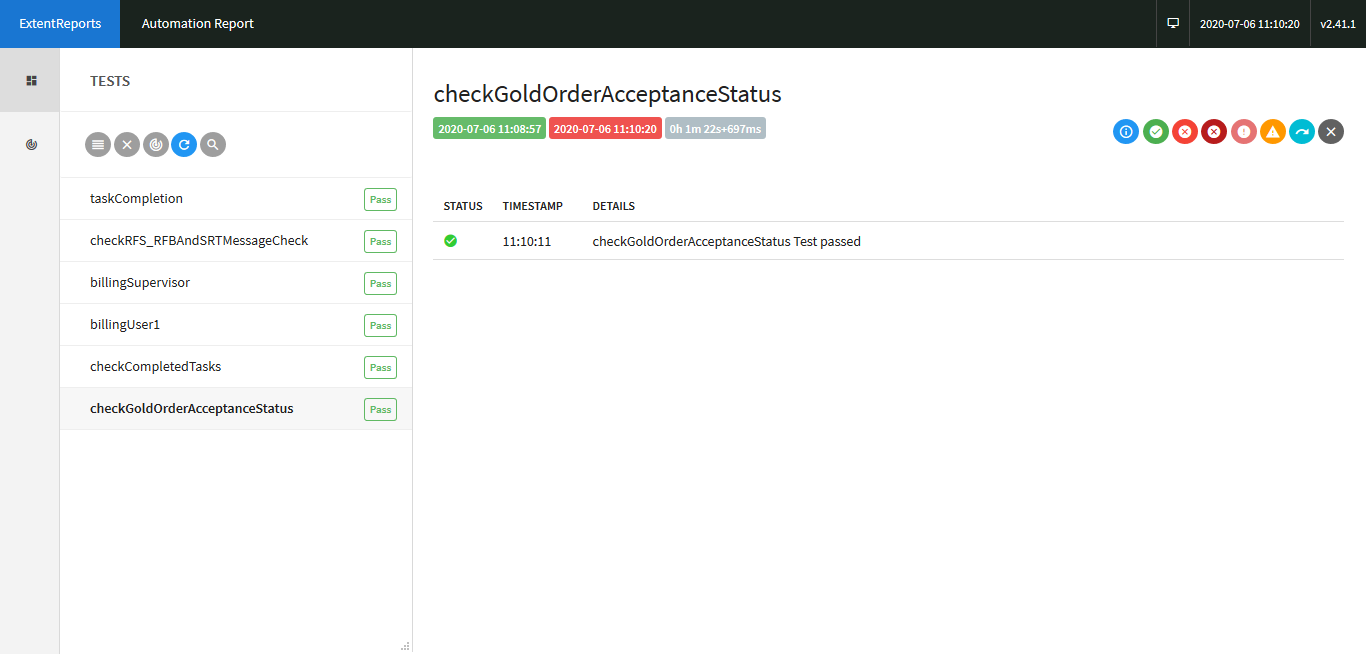 ExtentReports Automation Report 2020-07-06 11:10:20 v2.41.1
TESTS
taskCompletion Pass
checkRFS_RFBAndSRTMessageCheck Pass
billingSupervisor Pass
billingUser1 Pass
checkCompletedTasks Pass
checkGoldOrderAcceptanceStatus Pass
checkGoldOrderAcceptanceStatus
2020-07-06 11:08:57 2020-07-06 11:10:20 0h 1m 22s+697ms
STATUS TIMESTAMP DETAILS
11:10:11 checkGoldOrderAcceptanceStatus Test passed